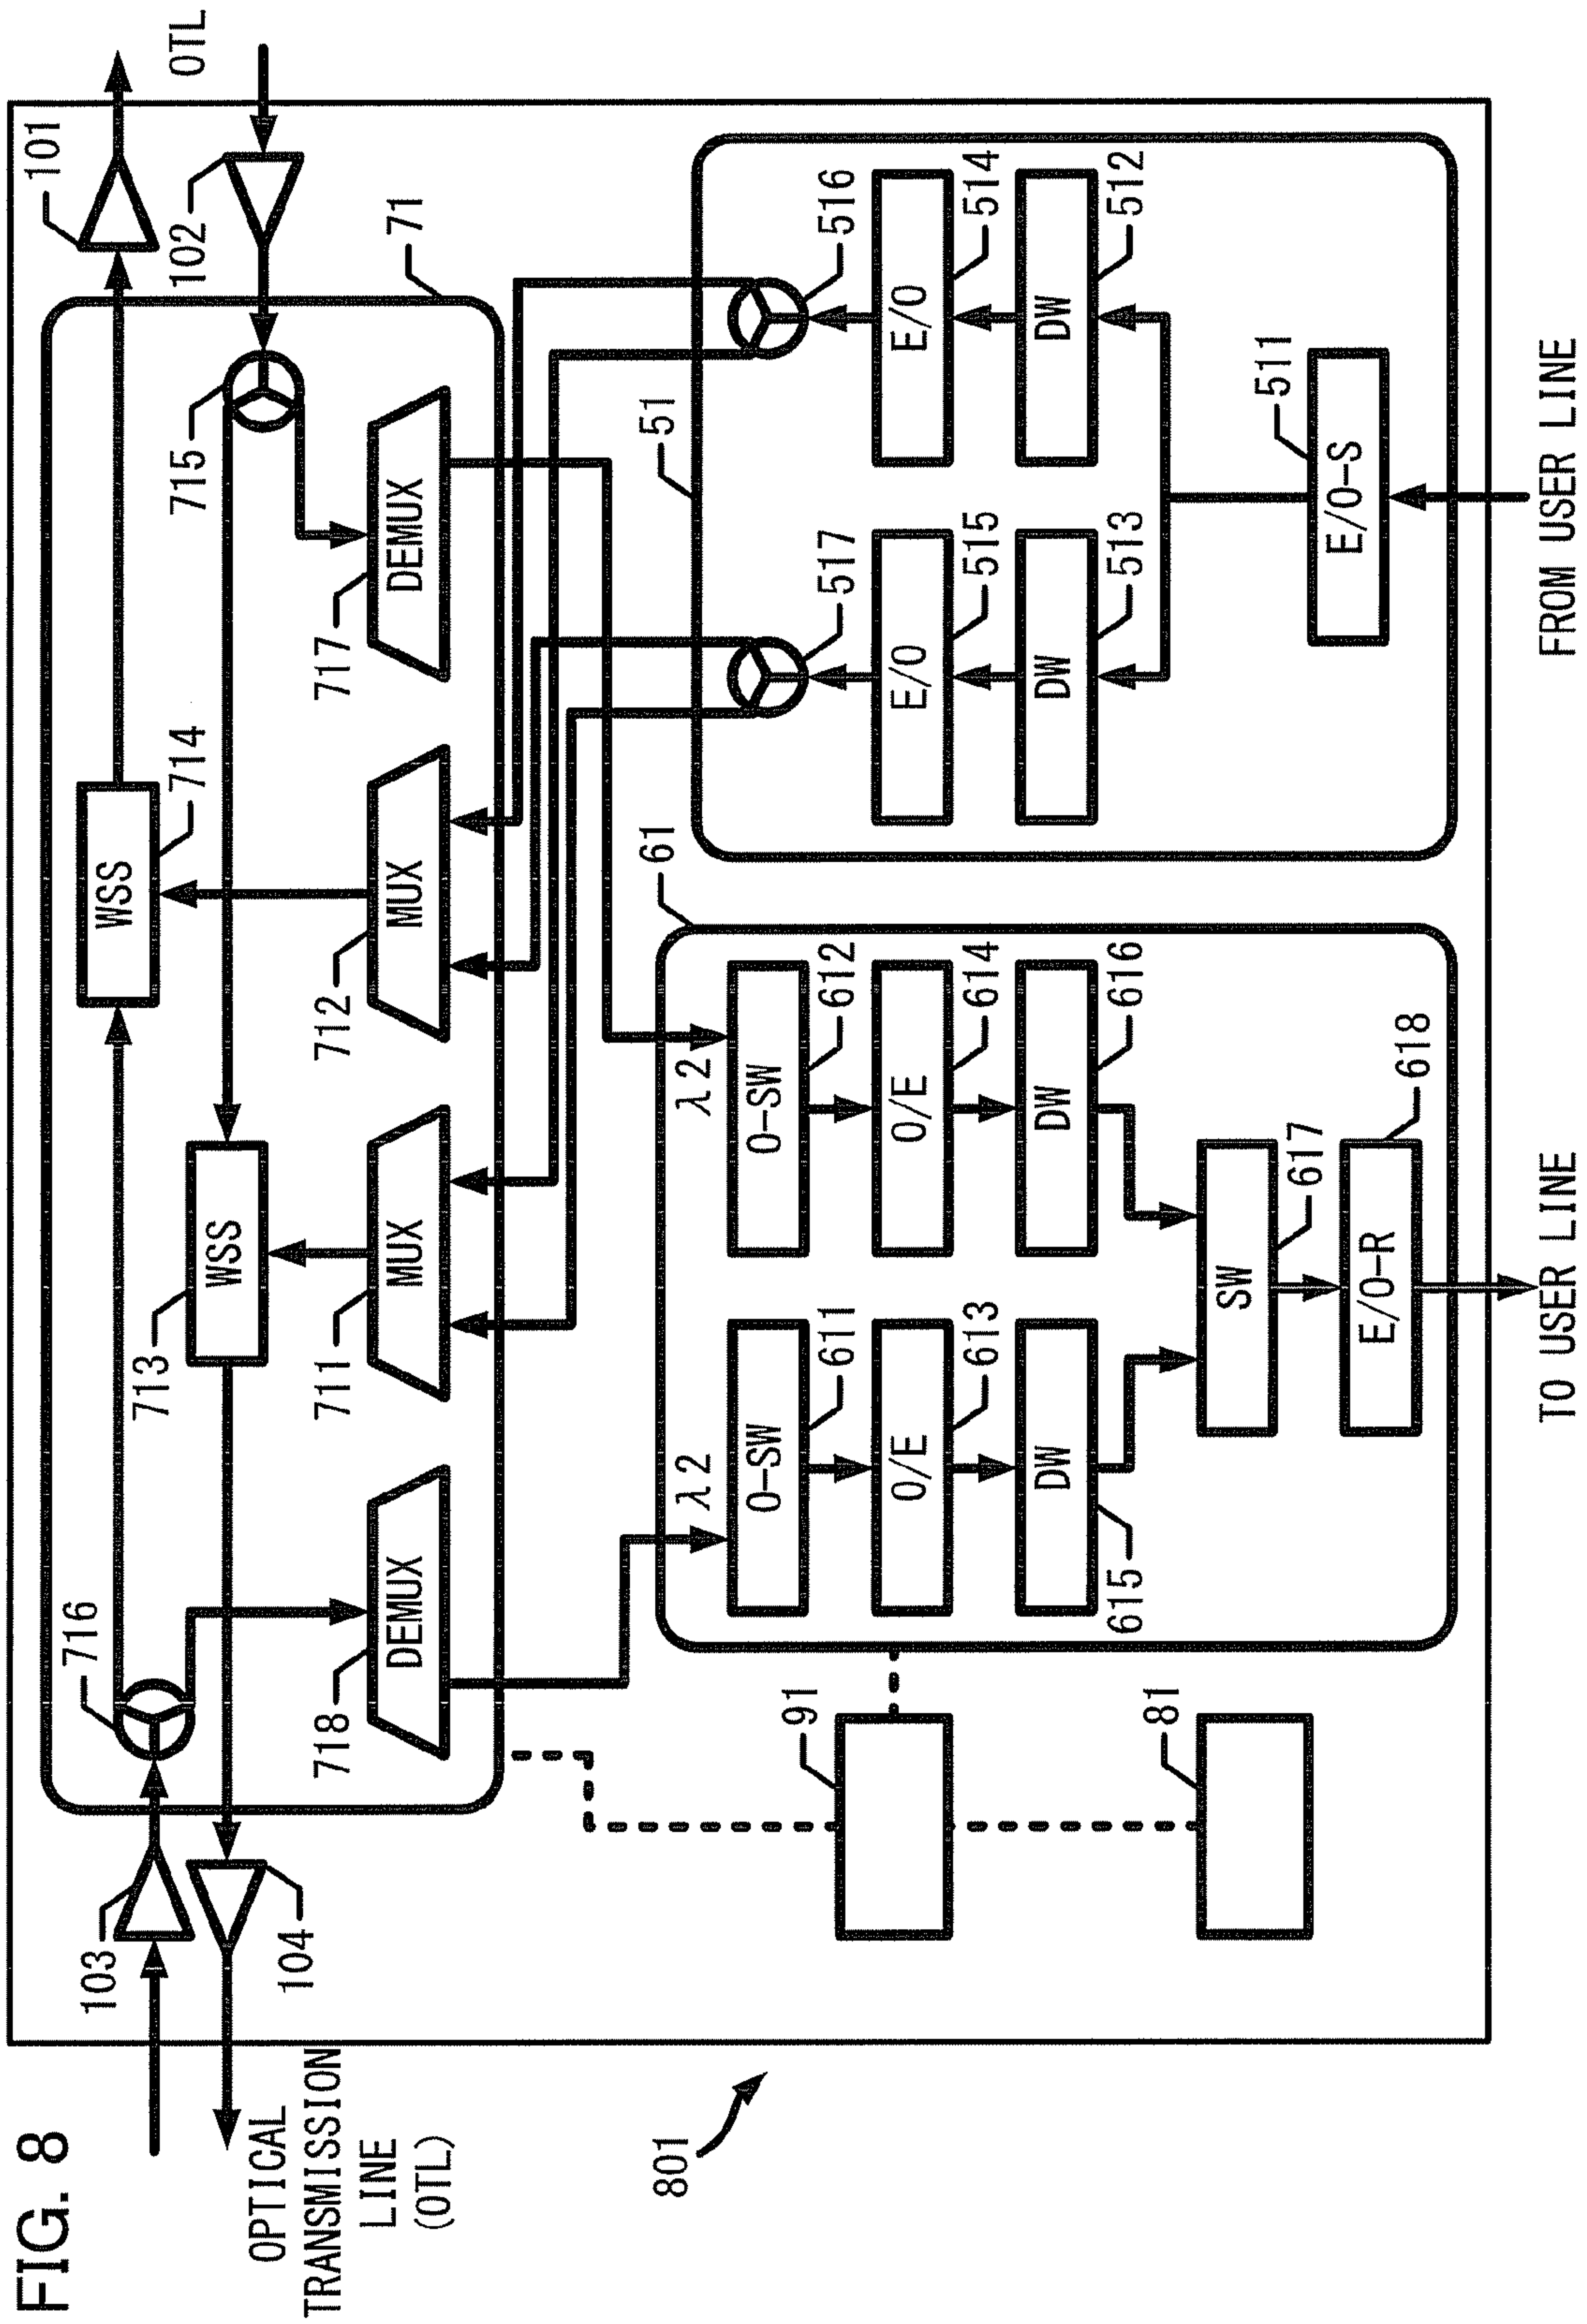 FIG. 8
OPTICAL
TRANSMISSION
LINE
(OTL)
801
103
104
716
718
DEMUX
713
WSS
711
MUX
712
MUX
WSS
714
715
717
DEMUX
71
101
102
OTL
91
81
61
λ2
λ2
O-SW
611
O-SW
612
O/E
613
O/E
614
DW
615
DW
616
SW
617
E/O-R
618
TO USER LINE
51
517
516
E/O
515
E/O
514
DW
513
DW
512
E/O-S
511
FROM USER LINE